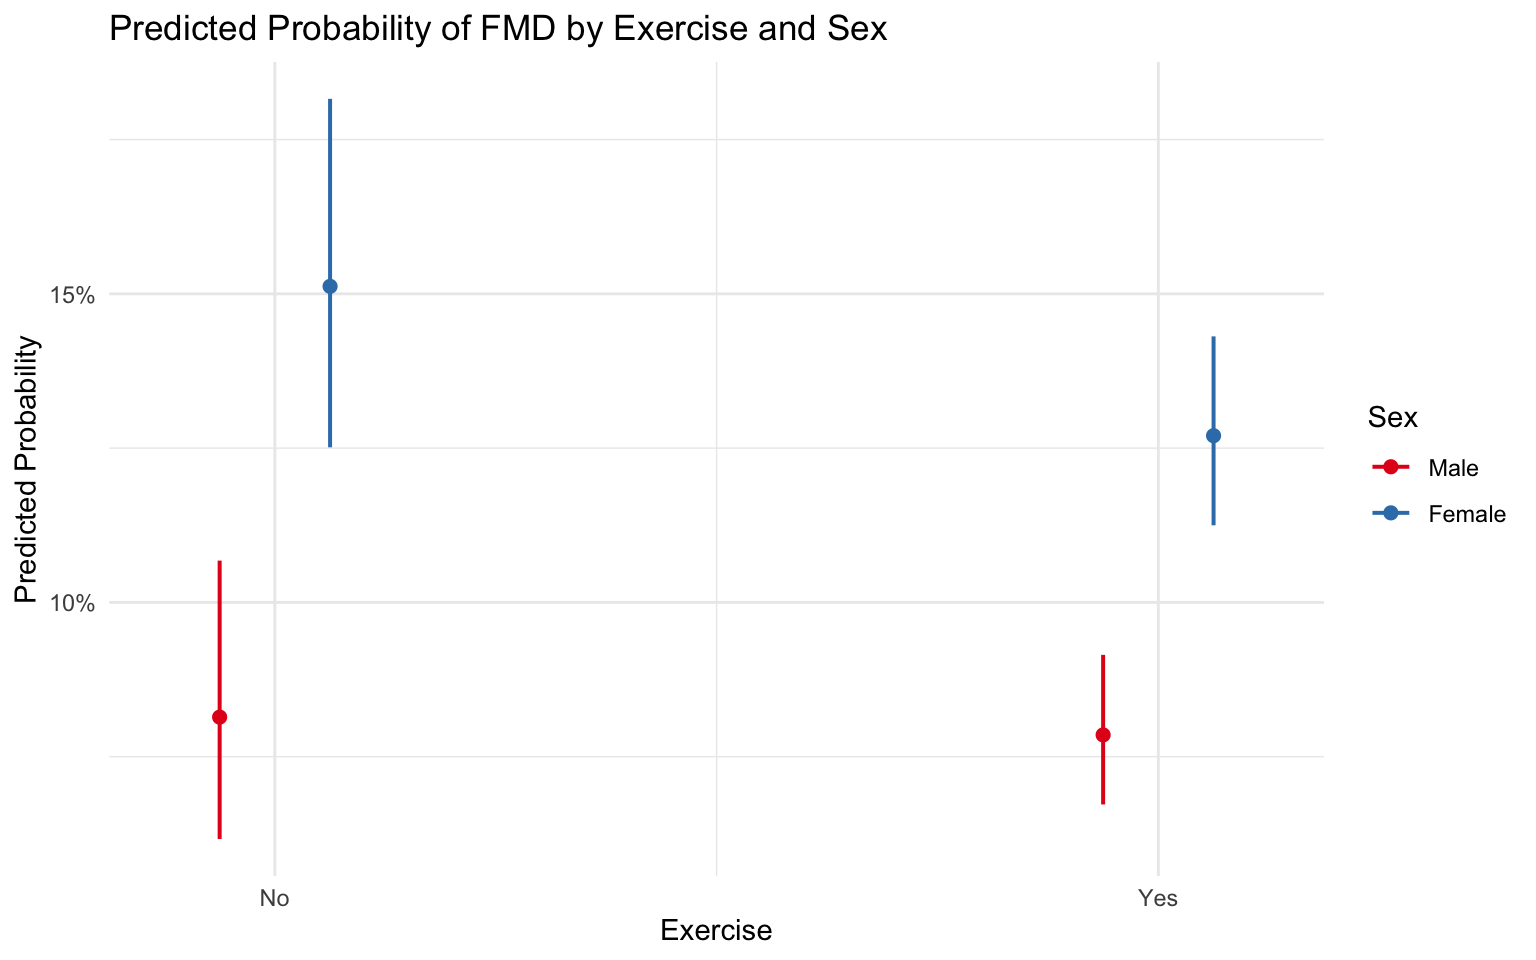 Predicted Probability of FMD by Exercise and Sex
Predicted Probability
15%
10%
No
Yes
Exercise
Sex
Male
Female